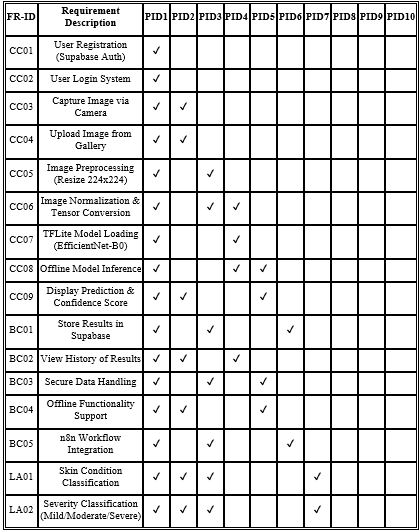 FR-ID Requirement Description PID1 PID2 PID3 PID4 PID5 PID6 PID7 PID8 PID9 PID10
CC01 User Registration (Supabase Auth) ✓
CC02 User Login System ✓
CC03 Capture Image via Camera ✓ ✓
CC04 Upload Image from Gallery ✓ ✓
CC05 Image Preprocessing (Resize 224x224) ✓ ✓
CC06 Image Normalization & Tensor Conversion ✓ ✓ ✓
CC07 TFLite Model Loading (EfficientNet-B0) ✓ ✓
CC08 Offline Model Inference ✓ ✓ ✓
CC09 Display Prediction & Confidence Score ✓ ✓ ✓
BC01 Store Results in Supabase ✓ ✓ ✓
BC02 View History of Results ✓ ✓ ✓
BC03 Secure Data Handling ✓ ✓ ✓
BC04 Offline Functionality Support ✓ ✓ ✓
BC05 n8n Workflow Integration ✓ ✓ ✓
LA01 Skin Condition Classification ✓ ✓ ✓ ✓
LA02 Severity Classification (Mild/Moderate/Severe) ✓ ✓ ✓ ✓